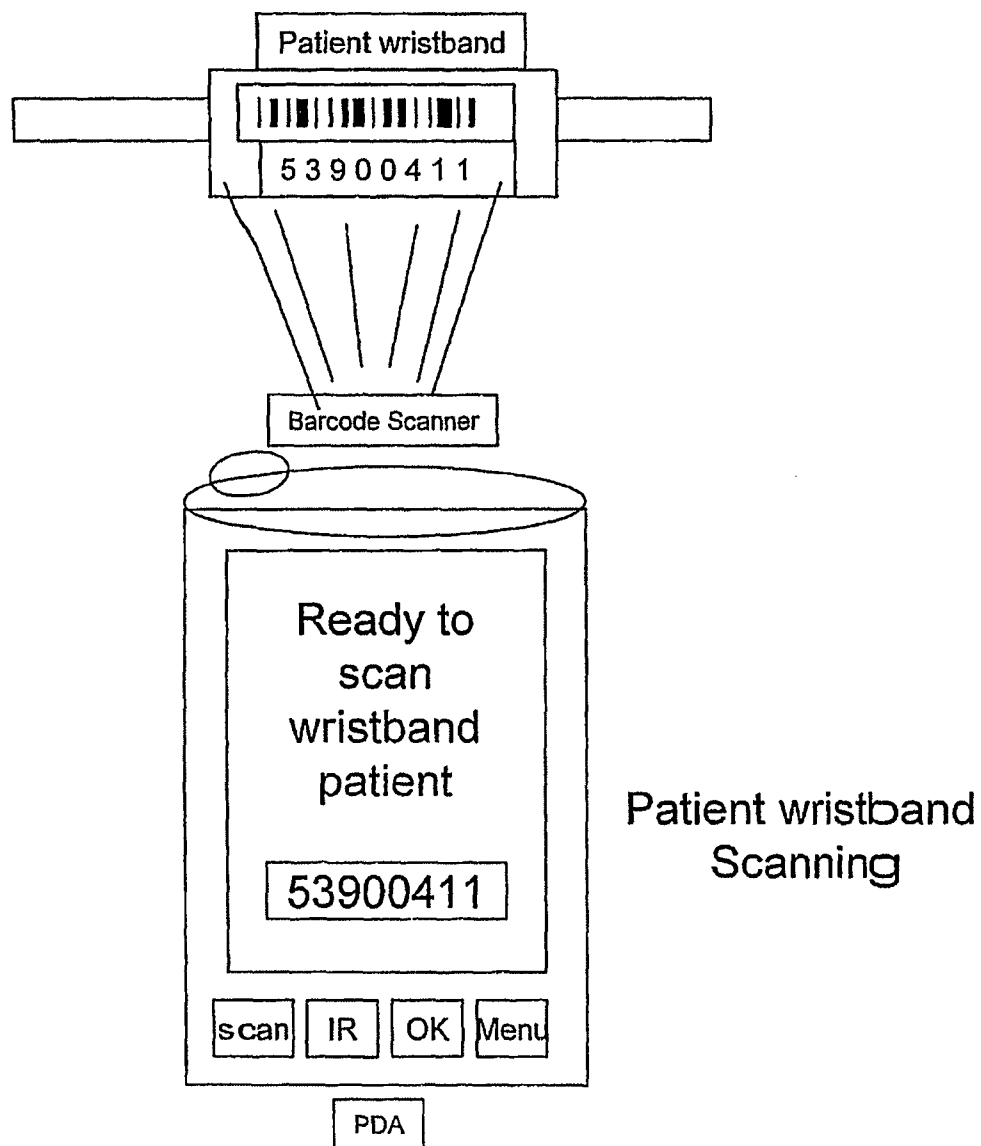 Patient wristband
53900411
Barcode Scanner
Ready to
scan
wristband
patient
53900411
scan IR OK Menu
PDA
Patient wristband
Scanning